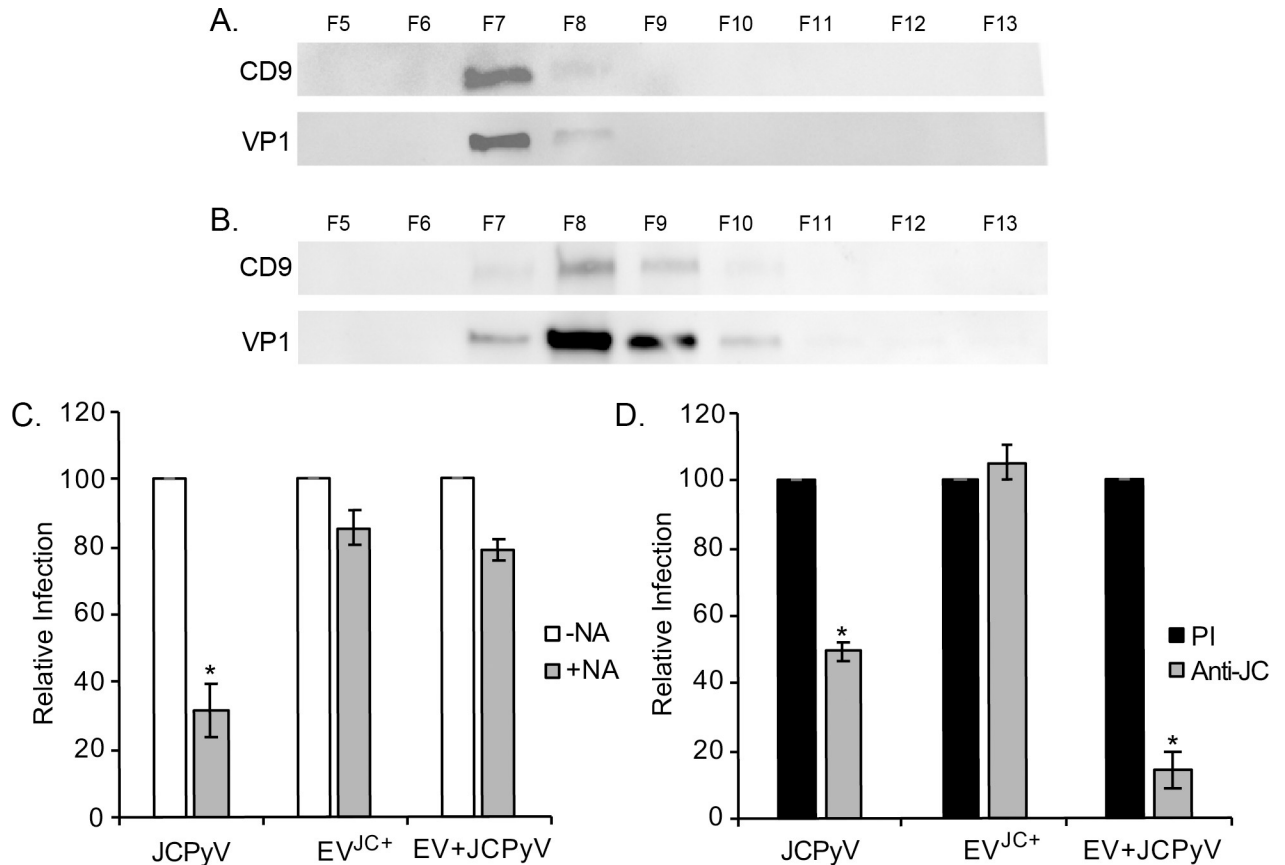 A. F5 F6 F7 F8 F9 F10 F11 F12 F13
CD9
VP1
B. F5 F6 F7 F8 F9 F10 F11 F12 F13
CD9
VP1
C.
Relative Infection
120
100
80
60
40
20
0
*
-NA
+NA
JCPyV EV^JC+ EV+JCPyV
D.
Relative Infection
120
100
80
60
40
20
0
*
*
PI
Anti-JC
JCPyV EV^JC+ EV+JCPyV